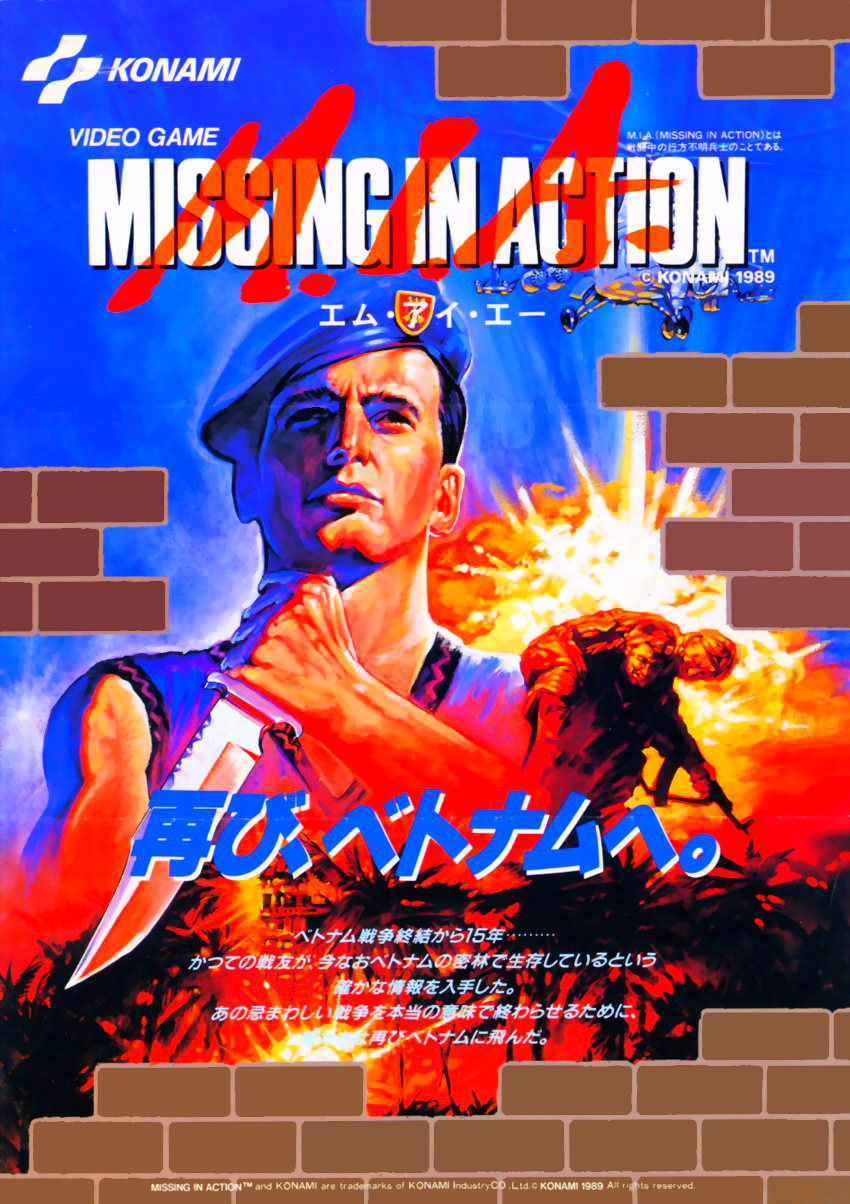 KONAMI
VIDEO GAME
M.I.A.
M.I.A.(MISSING IN ACTION)とは
戦闘中の行方不明兵士のことである。
MISSING IN ACTION™
© KONAMI 1989
エム・アイ・エー
再び、ベトナムへ。
ベトナム戦争終結から15年………
かつての戦友が、今なおベトナムの密林で生存しているという
確かな情報を入手した。
あの忌まわしい戦争を本当の意味で終わらせるために、
再びベトナムに飛んだ。
MISSING IN ACTION™ and KONAMI are trademarks of KONAMI Industry CO.,Ltd.© KONAMI 1989 All rights reserved.